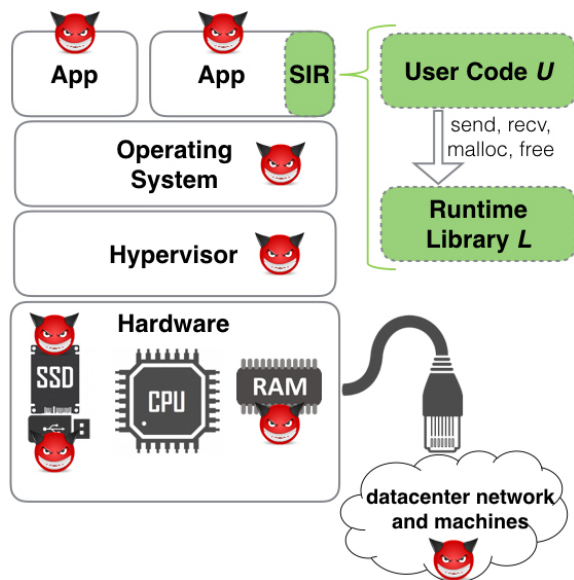 App
App
SIR
User Code U
send, recv,
malloc, free
Operating
System
Runtime
Library L
Hypervisor
Hardware
SSD
CPU
RAM
datacenter network
and machines